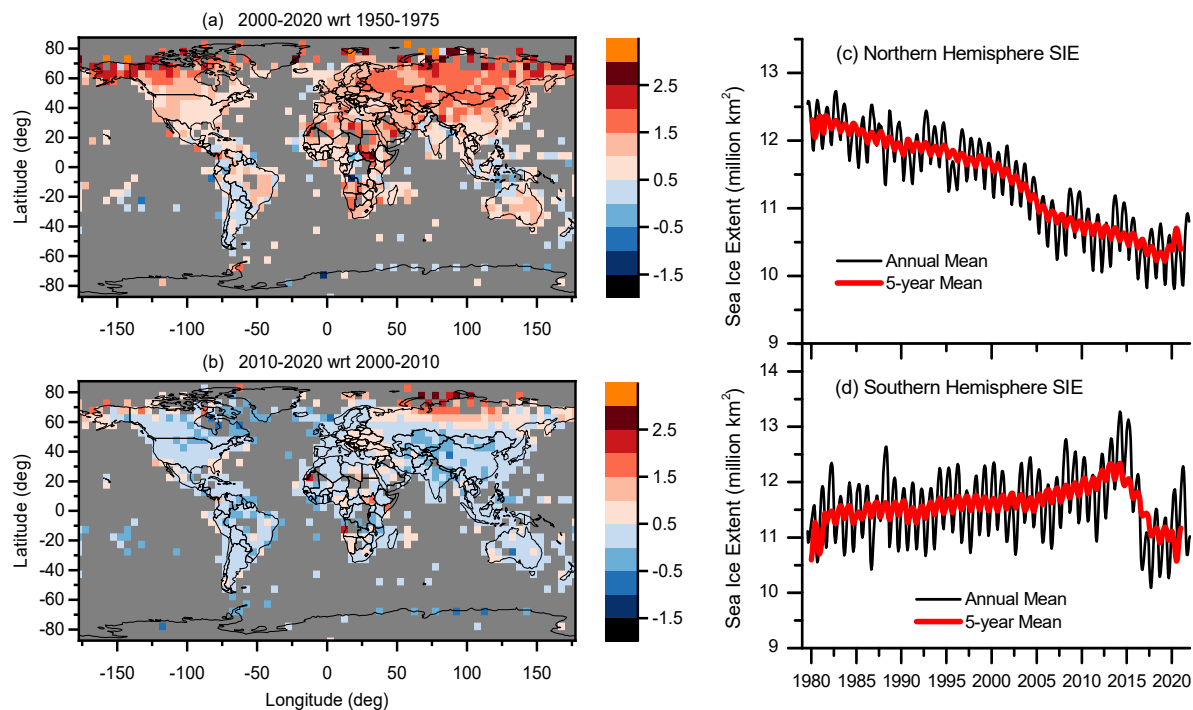 (a) 2000-2020 wrt 1950-1975
Latitude (deg)
80
60
40
20
0
-20
-40
-60
-80
-150 -100 -50 0 50 100 150
2.5
1.5
0.5
-0.5
-1.5
(b) 2010-2020 wrt 2000-2010
Latitude (deg)
80
60
40
20
0
-20
-40
-60
-80
-150 -100 -50 0 50 100 150
Longitude (deg)
2.5
1.5
0.5
-0.5
-1.5
(c) Northern Hemisphere SIE
Sea Ice Extent (million km²)
13
12
11
10
9
Annual Mean
5-year Mean
(d) Southern Hemisphere SIE
Sea Ice Extent (million km²)
14
13
12
11
10
9
Annual Mean
5-year Mean
1980 1985 1990 1995 2000 2005 2010 2015 2020